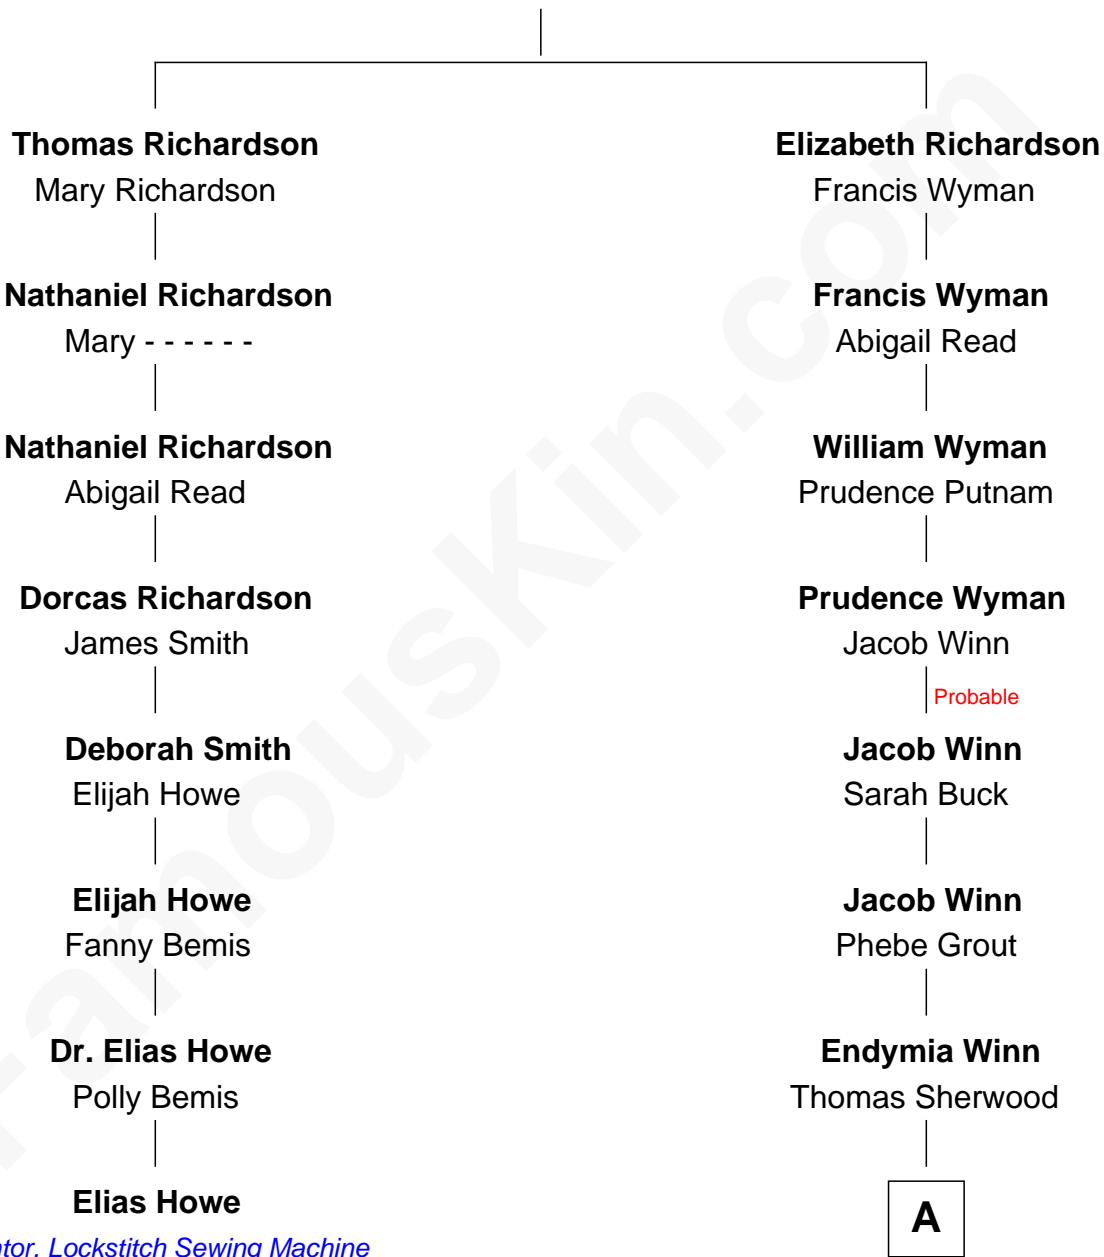 Thomas Richardson
Mary Richardson
Nathaniel Richardson
Mary - - - - - -
Nathaniel Richardson
Abigail Read
Dorcas Richardson
James Smith
Deborah Smith
Elijah Howe
Elijah Howe
Fanny Bemis
Dr. Elias Howe
Polly Bemis
Elias Howe
Lockstitch Sewing Machine
Elizabeth Richardson
Francis Wyman
Francis Wyman
Abigail Read
William Wyman
Prudence Putnam
Prudence Wyman
Jacob Winn
Probable
Jacob Winn
Sarah Buck
Jacob Winn
Phebe Grout
Endymia Winn
Thomas Sherwood
A
FamousKin.com